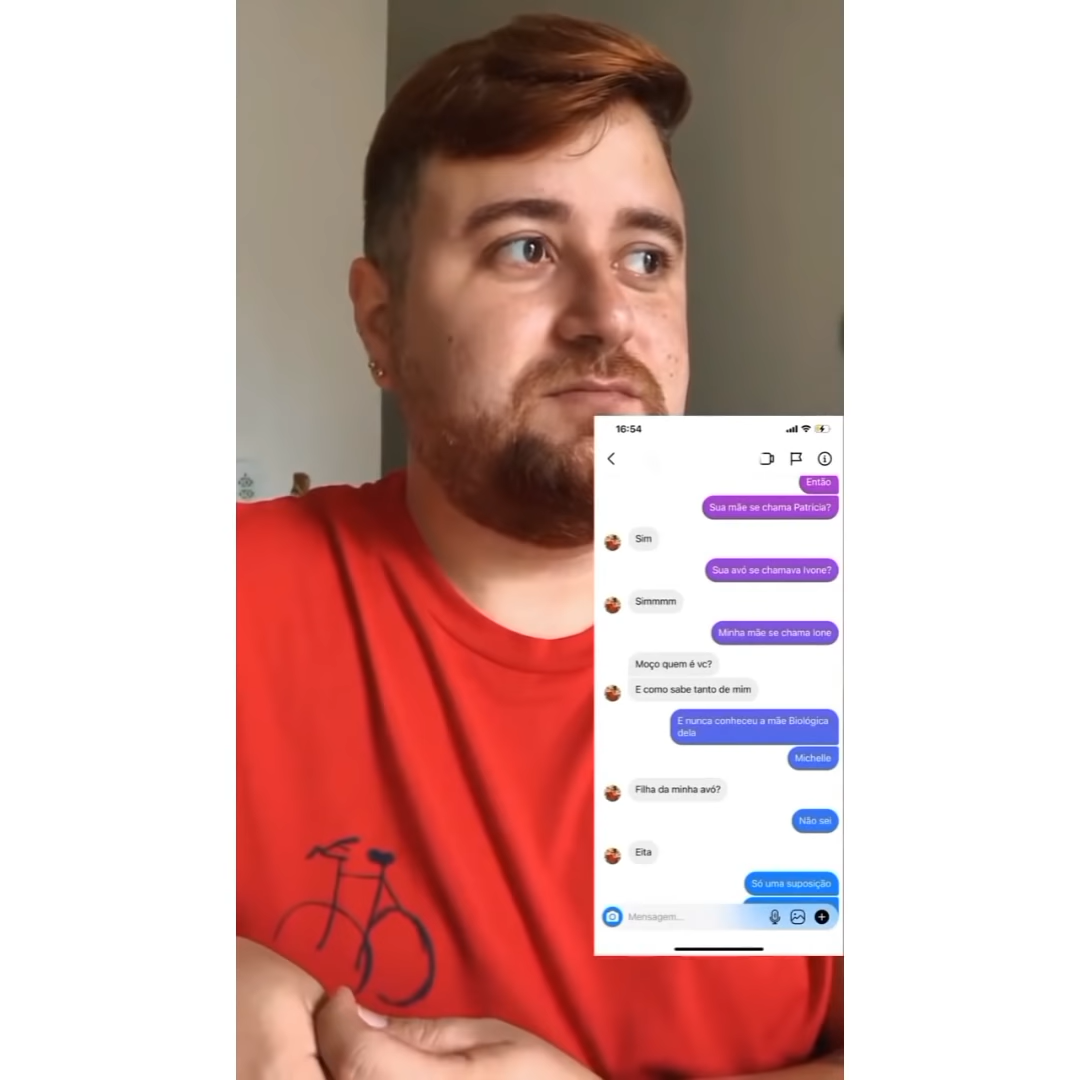 16:54
Então
Sua mãe se chama Patricia?
Sim
Sua avó se chamava Ivone?
Simmmm
Minha mãe se chama Ione
Moço quem é vc?
E como sabe tanto de mim
E nunca conheceu a mãe Biológica
dela
Michelle
Filha da minha avó?
Não sei
Eita
Só uma suposição
Mensagem...